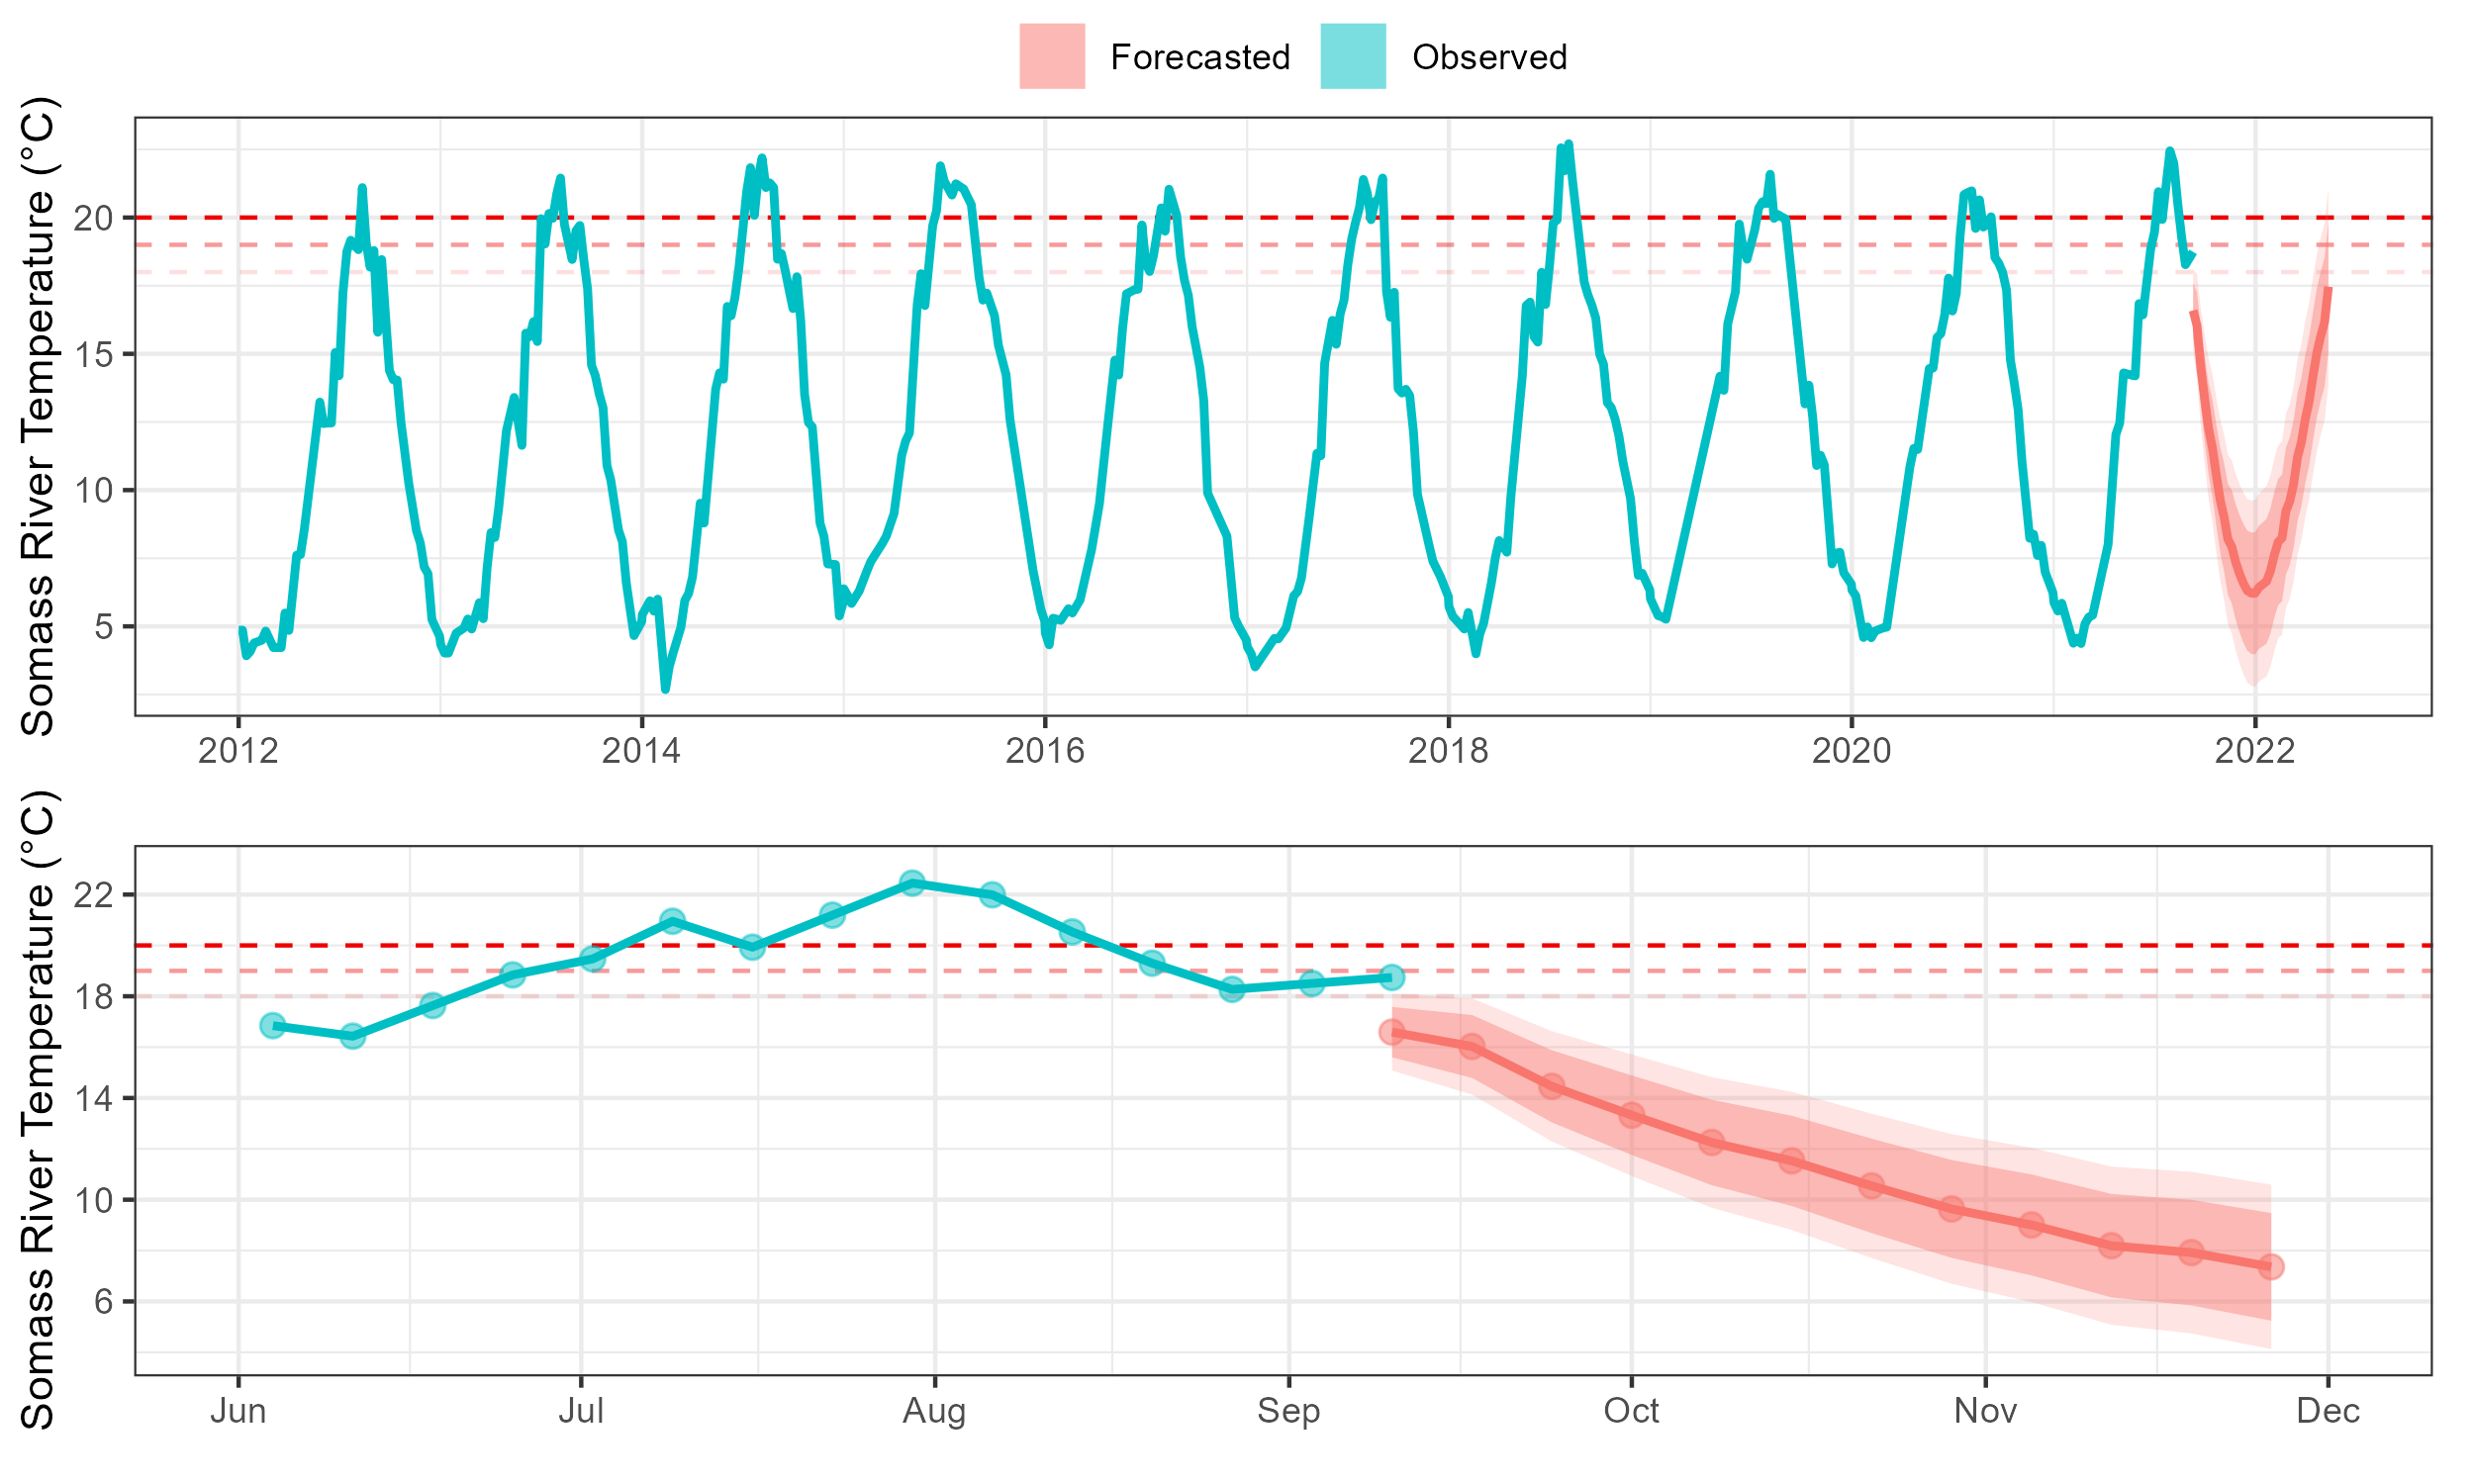 Forecasted Observed
Somass River Temperature (°C)
20
15
10
5
2012 2014 2016 2018 2020 2022
Somass River Temperature (°C)
22
18
14
10
6
Jun Jul Aug Sep Oct Nov Dec